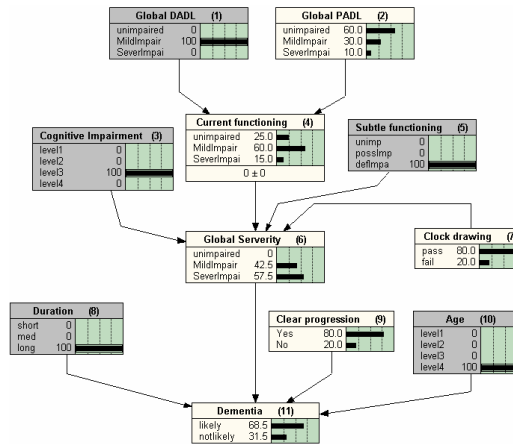 Global DADL (1)
unimpaired 0
MildImpair 100
SeverImpai 0
Global PADL (2)
unimpaired 60.0
MildImpair 30.0
SeverImpai 10.0
Current functioning (4)
unimpaired 25.0
MildImpair 60.0
SeverImpai 15.0
0 ± 0
Cognitive Impairment (3)
level1 0
level2 0
level3 100
level4 0
Subtle functioning (5)
unimp 0
possImp 0
defImpa 100
Global Serverity (6)
unimpaired 0
MildImpair 42.5
SeverImpai 57.5
Clock drawing (7
pass 80.0
fail 20.0
Duration (8)
short 0
med 0
long 100
Clear progression (9)
Yes 80.0
No 20.0
Age (10)
level1 0
level2 0
level3 0
level4 100
Dementia (11)
likely 68.5
notlikely 31.5